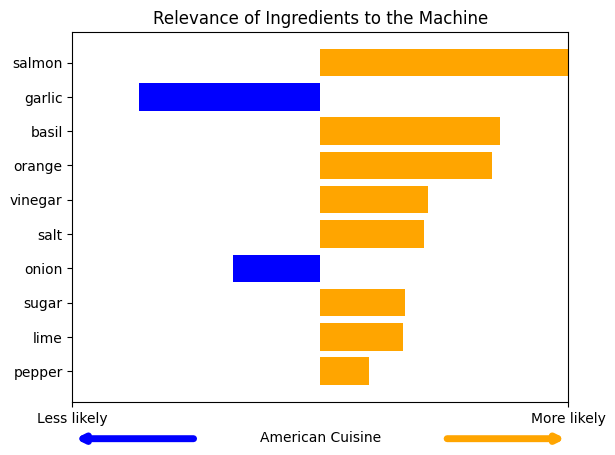 Relevance of Ingredients to the Machine
salmon
garlic
basil
orange
vinegar
salt
onion
sugar
lime
pepper
Less likely More likely
American Cuisine